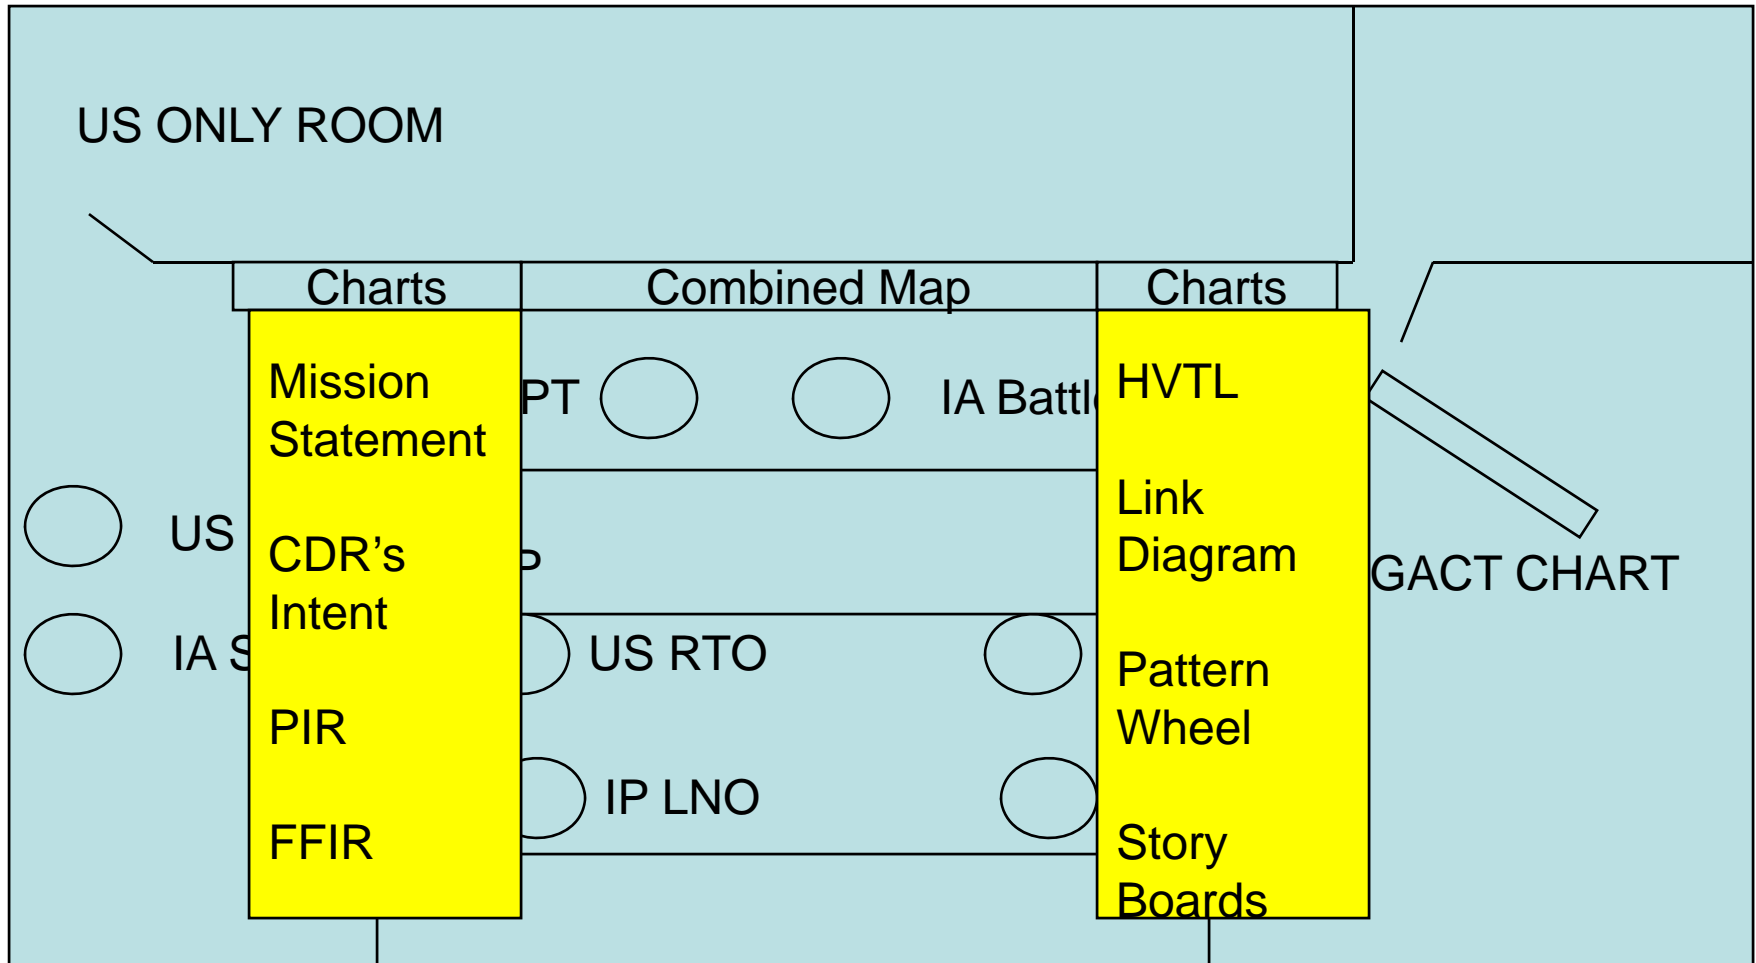 US ONLY ROOM
Charts
Combined Map
Charts
Mission
Statement
CDR's
Intent
PIR
FFIR
PT
IA Battl
HVTL
Link
Diagram
Pattern
Wheel
Story
Boards
US
IA S
US RTO
IP LNO
GACT CHART